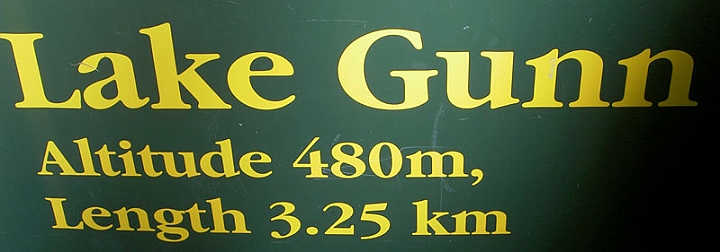 Lake Gunn
Altitude 480m,
Length 3.25 km